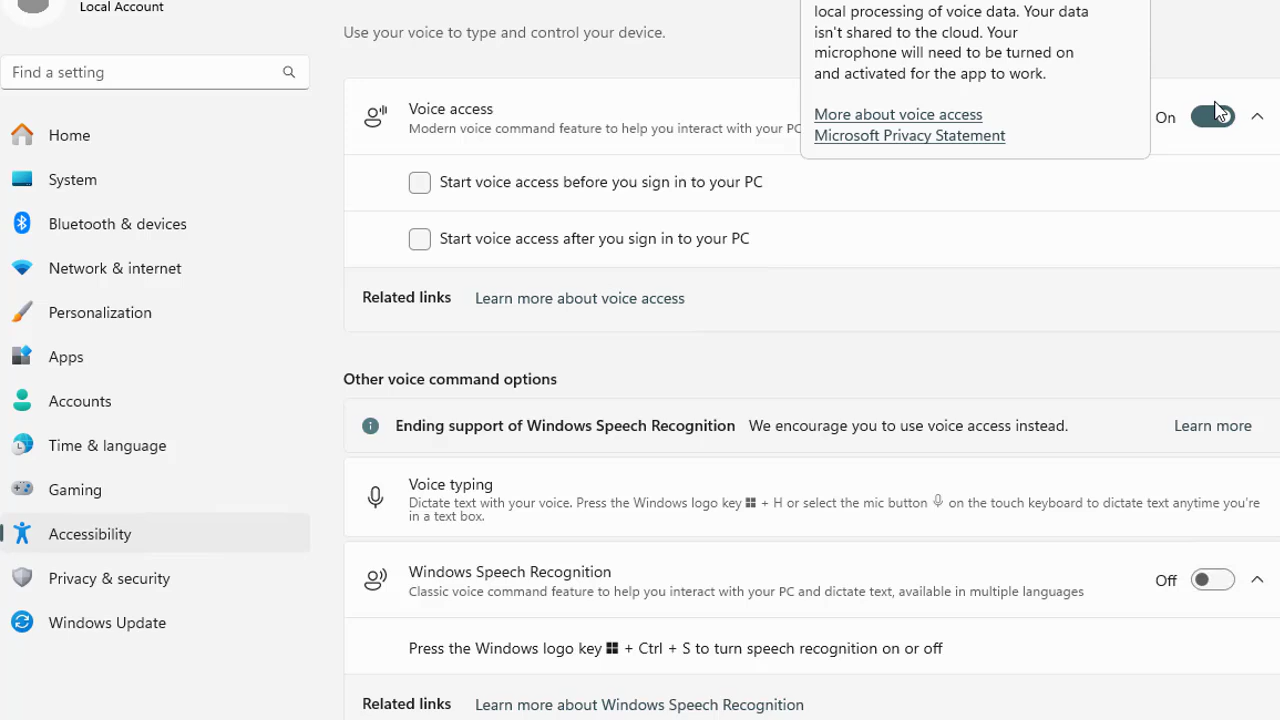 Local Account
local processing of voice data. Your data
isn't shared to the cloud. Your
microphone will need to be turned on
and activated for the app to work.
More about voice access
Microsoft Privacy Statement
Use your voice to type and control your device.
Find a setting
Home
System
Bluetooth & devices
Network & internet
Personalization
Apps
Accounts
Time & language
Gaming
Accessibility
Privacy & security
Windows Update
Voice access
On
Modern voice command feature to help you interact with your PC
Start voice access before you sign in to your PC
Start voice access after you sign in to your PC
Related links Learn more about voice access
Other voice command options
Ending support of Windows Speech Recognition We encourage you to use voice access instead. Learn more
Voice typing
Dictate text with your voice. Press the Windows logo key + H or select the mic button on the touch keyboard to dictate text anytime you're
in a text box.
Windows Speech Recognition
Off
Classic voice command feature to help you interact with your PC and dictate text, available in multiple languages
Press the Windows logo key + Ctrl + S to turn speech recognition on or off
Related links Learn more about Windows Speech Recognition